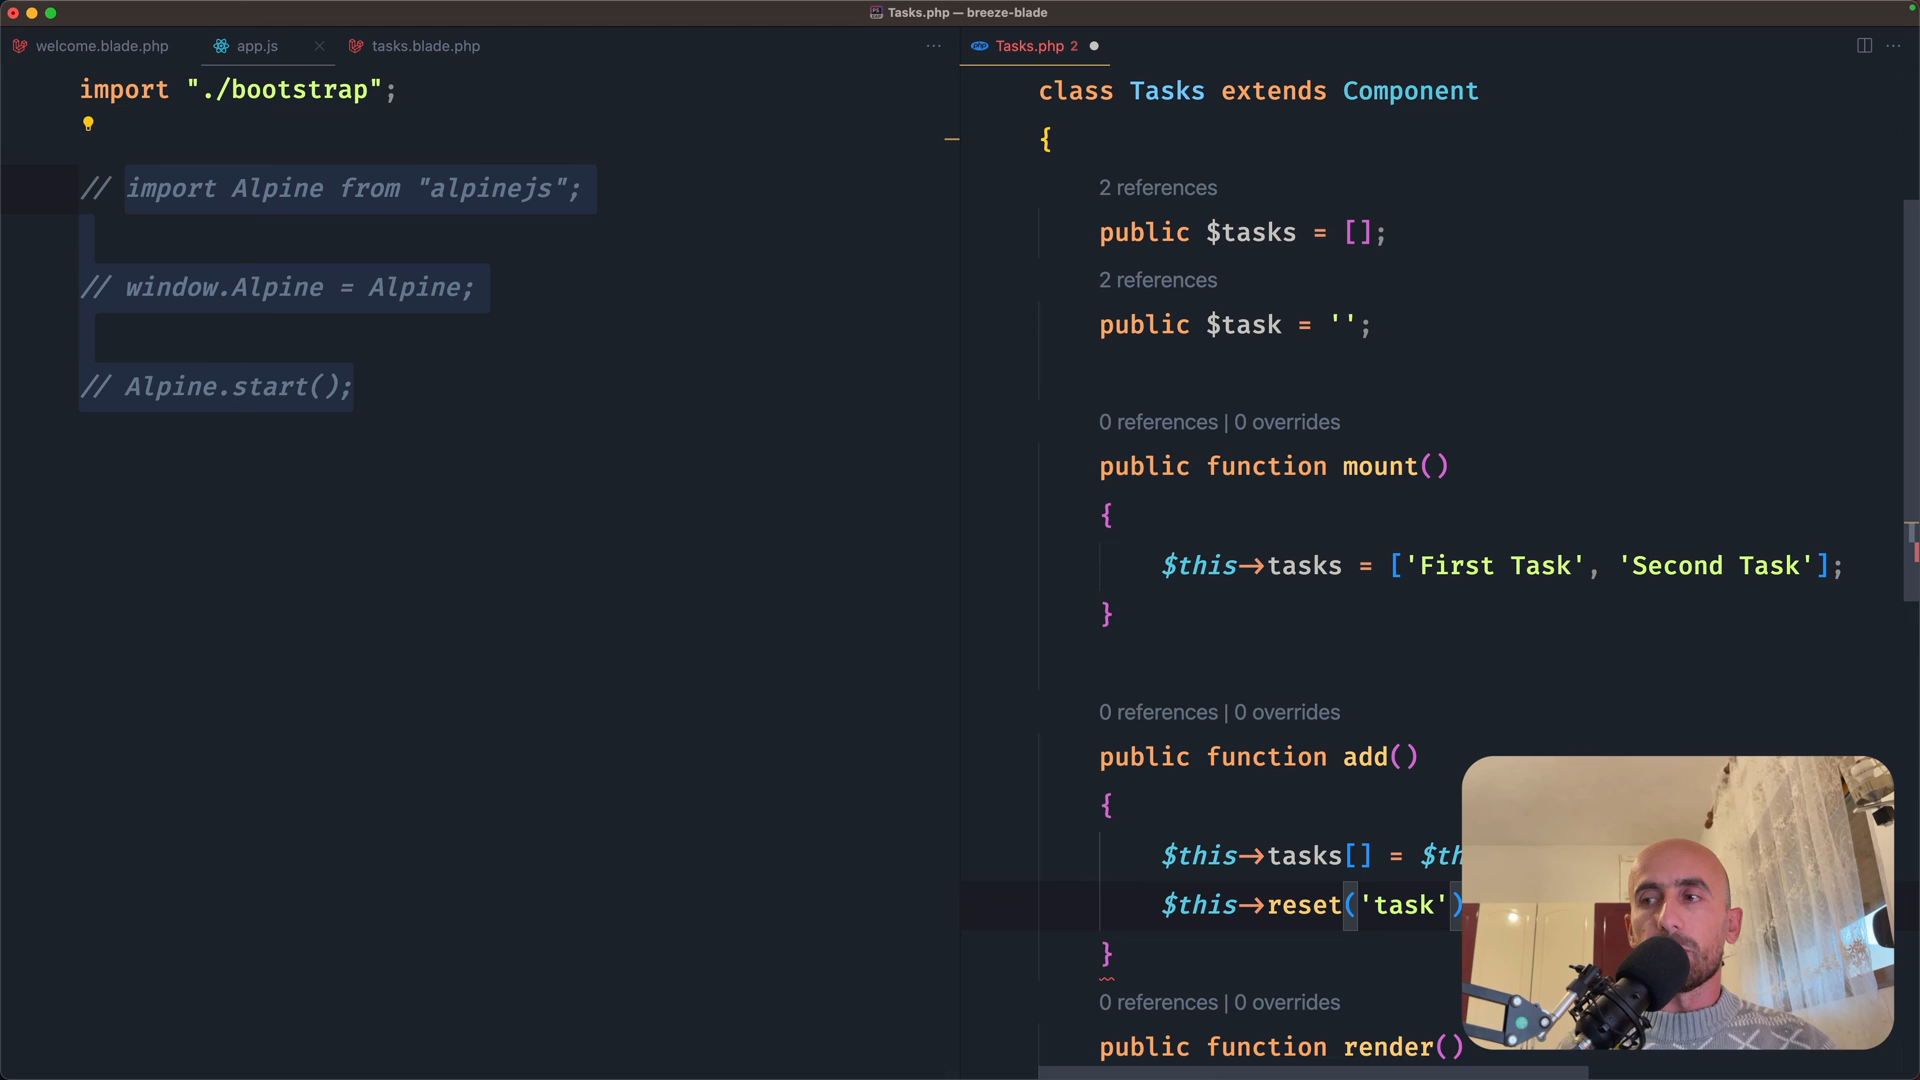 Tasks.php — breeze-blade
welcome.blade.php
app.js
tasks.blade.php
import "./bootstrap";
// import Alpine from "alpinejs";
// window.Alpine = Alpine;
// Alpine.start();
Tasks.php 2
class Tasks extends Component
{
2 references
public $tasks = [];
2 references
public $task = '';
0 references | 0 overrides
public function mount()
{
$this->tasks = ['First Task', 'Second Task'];
}
0 references | 0 overrides
public function add()
{
$this->tasks[] = $th
$this->reset('task')
}
0 references | 0 overrides
public function render()